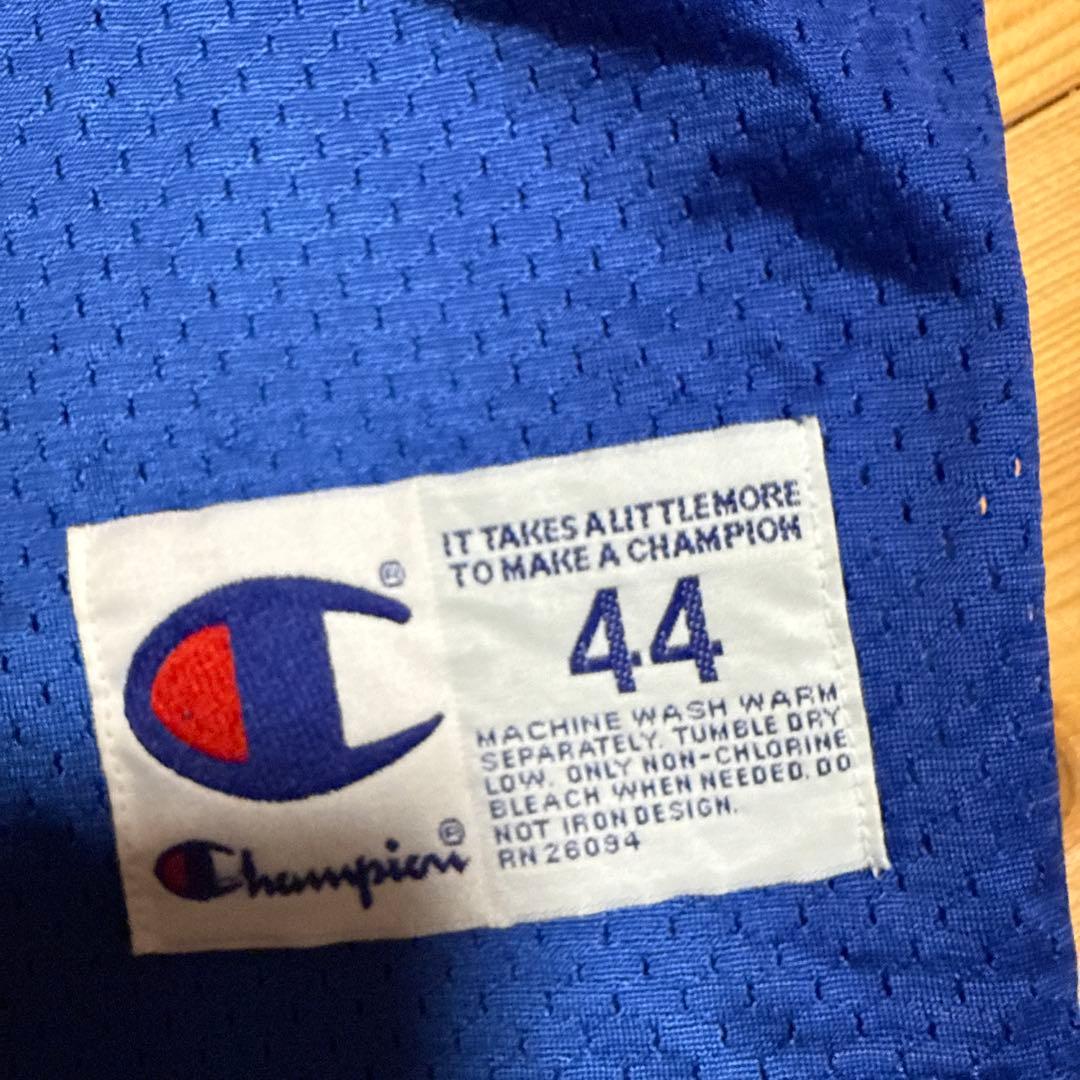 ®
IT TAKES A LITTLE MORE
TO MAKE A CHAMPION
44
MACHINE WASH WARM
SEPARATELY. TUMBLE DRY
LOW. ONLY NON-CHLORINE
BLEACH WHEN NEEDED. DO
NOT IRON DESIGN.
RN 26094
Champion®